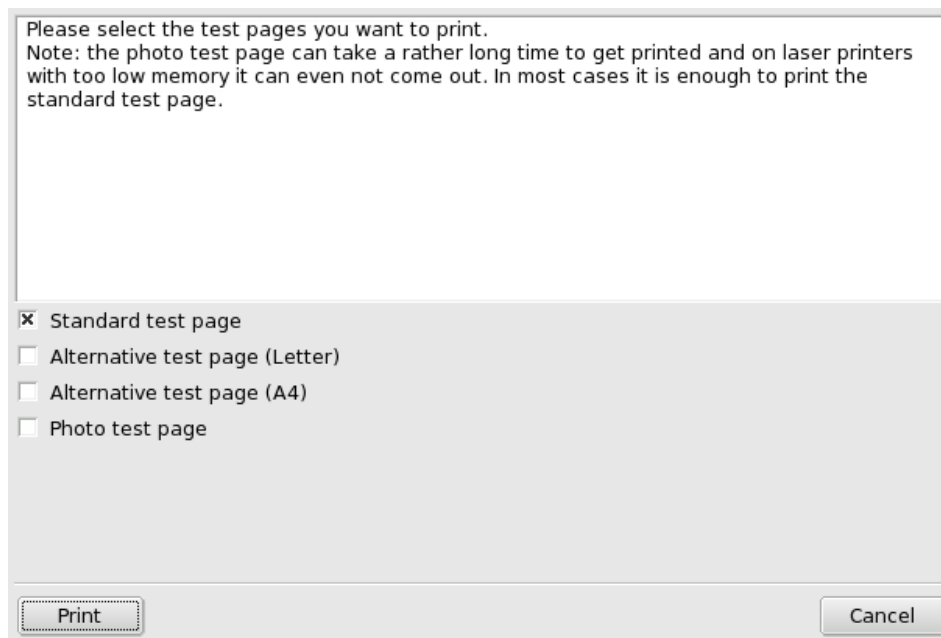 Please select the test pages you want to print.
Note: the photo test page can take a rather long time to get printed and on laser printers
with too low memory it can even not come out. In most cases it is enough to print the
standard test page.
Standard test page
Alternative test page (Letter)
Alternative test page (A4)
Photo test page
Print
Cancel